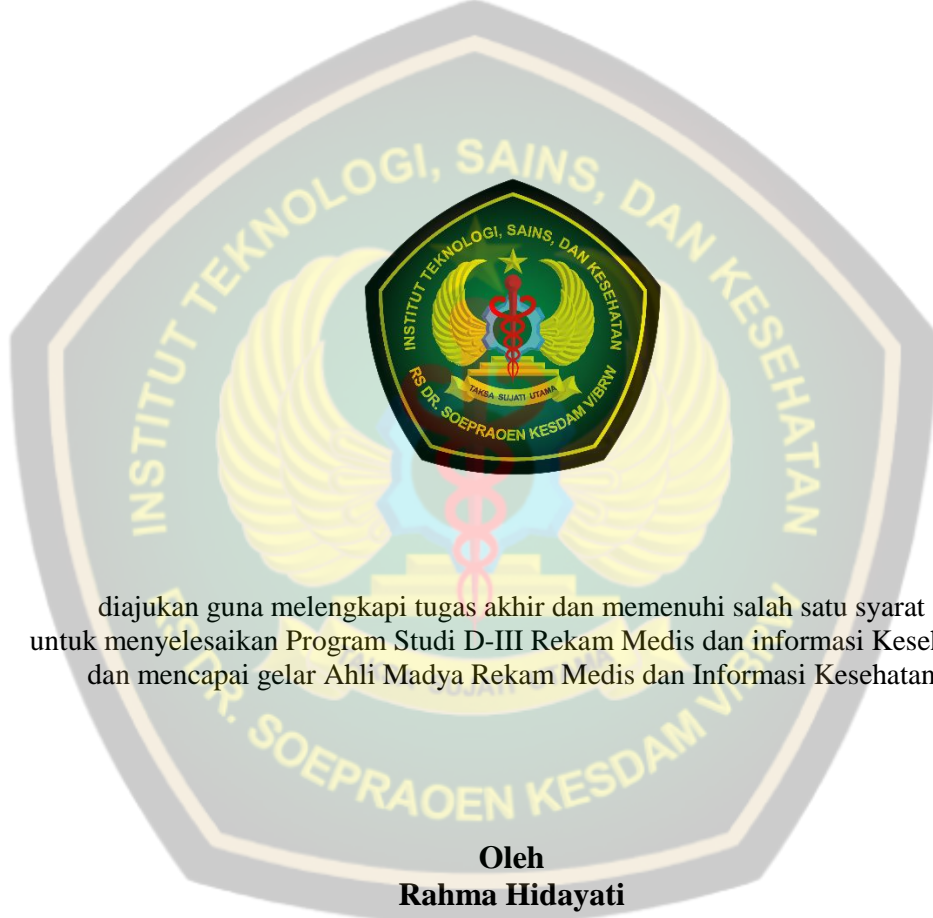 INSTITUT TEKNOLOGI, SAINS, DAN KESEHATAN
RS DR. SOEPRAOEN KESDAM V/BRW
INSTITUT TEKNOLOGI, SAINS, DAN KESEHATAN
TAKSA SUJATI UTAMA
RS DR. SOEPRAOEN KESDAM V/BRW
diajukan guna melengkapi tugas akhir dan memenuhi salah satu syarat
untuk menyelesaikan Program Studi D-III Rekam Medis dan informasi
dan mencapai gelar Ahli Madya Rekam Medis dan Informasi Kesehatan
Oleh
Rahma Hidayati